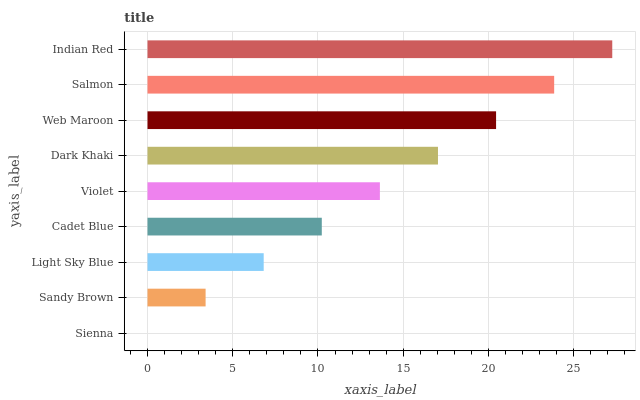 title
Indian Red
Salmon
Web Maroon
Dark Khaki
Violet
Cadet Blue
Light Sky Blue
Sandy Brown
Sienna
yaxis_label
0 5 10 15 20 25
xaxis_label